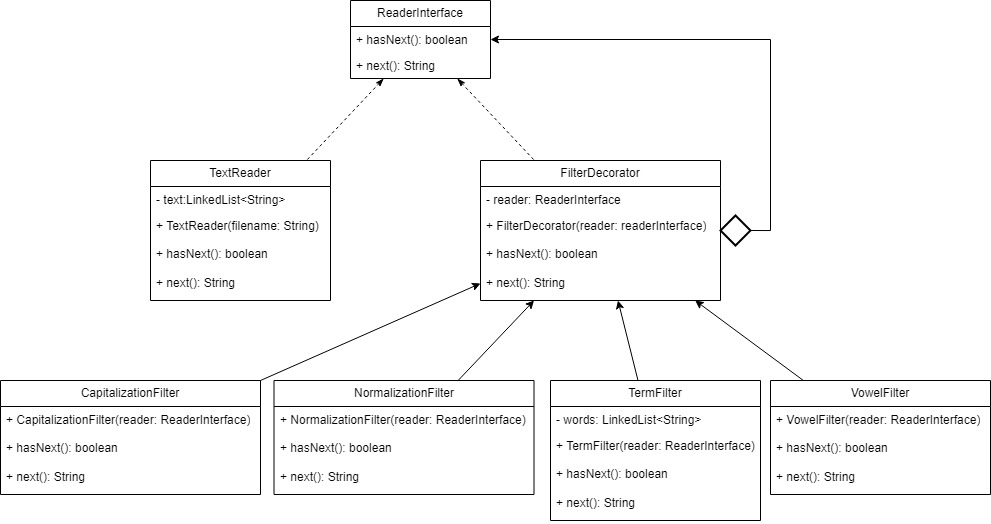 ReaderInterface
+ hasNext(): boolean
+ next(): String
TextReader
- text:LinkedList<String>
+ TextReader(filename: String)
+ hasNext(): boolean
+ next(): String
FilterDecorator
- reader: ReaderInterface
+ FilterDecorator(reader: readerInterface)
+ hasNext(): boolean
+ next(): String
CapitalizationFilter
+ CapitalizationFilter(reader: ReaderInterface)
+ hasNext(): boolean
+ next(): String
NormalizationFilter
+ NormalizationFilter(reader: ReaderInterface)
+ hasNext(): boolean
+ next(): String
TermFilter
- words: LinkedList<String>
+ TermFilter(reader: ReaderInterface)
+ hasNext(): boolean
+ next(): String
VowelFilter
+ VowelFilter(reader: ReaderInterface)
+ hasNext(): boolean
+ next(): String